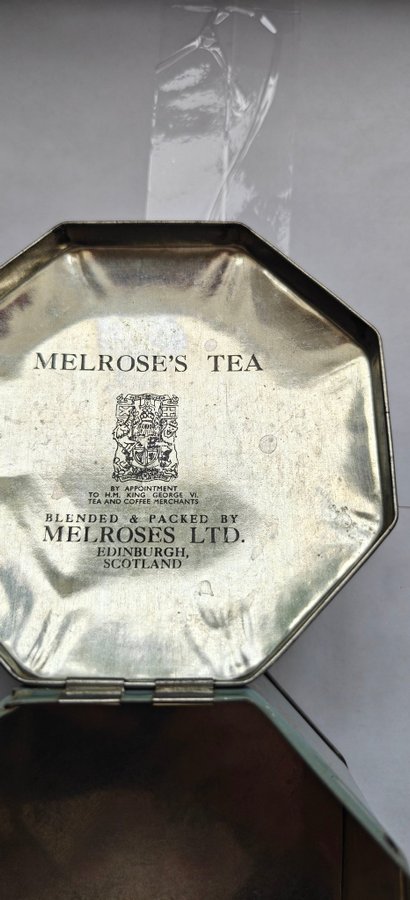 MELROSE'S TEA
BY APPOINTMENT
TO H.M. KING GEORGE VI.
TEA AND COFFEE MERCHANTS
BLENDED & PACKED BY
MELROSES LTD.
EDINBURGH,
SCOTLAND